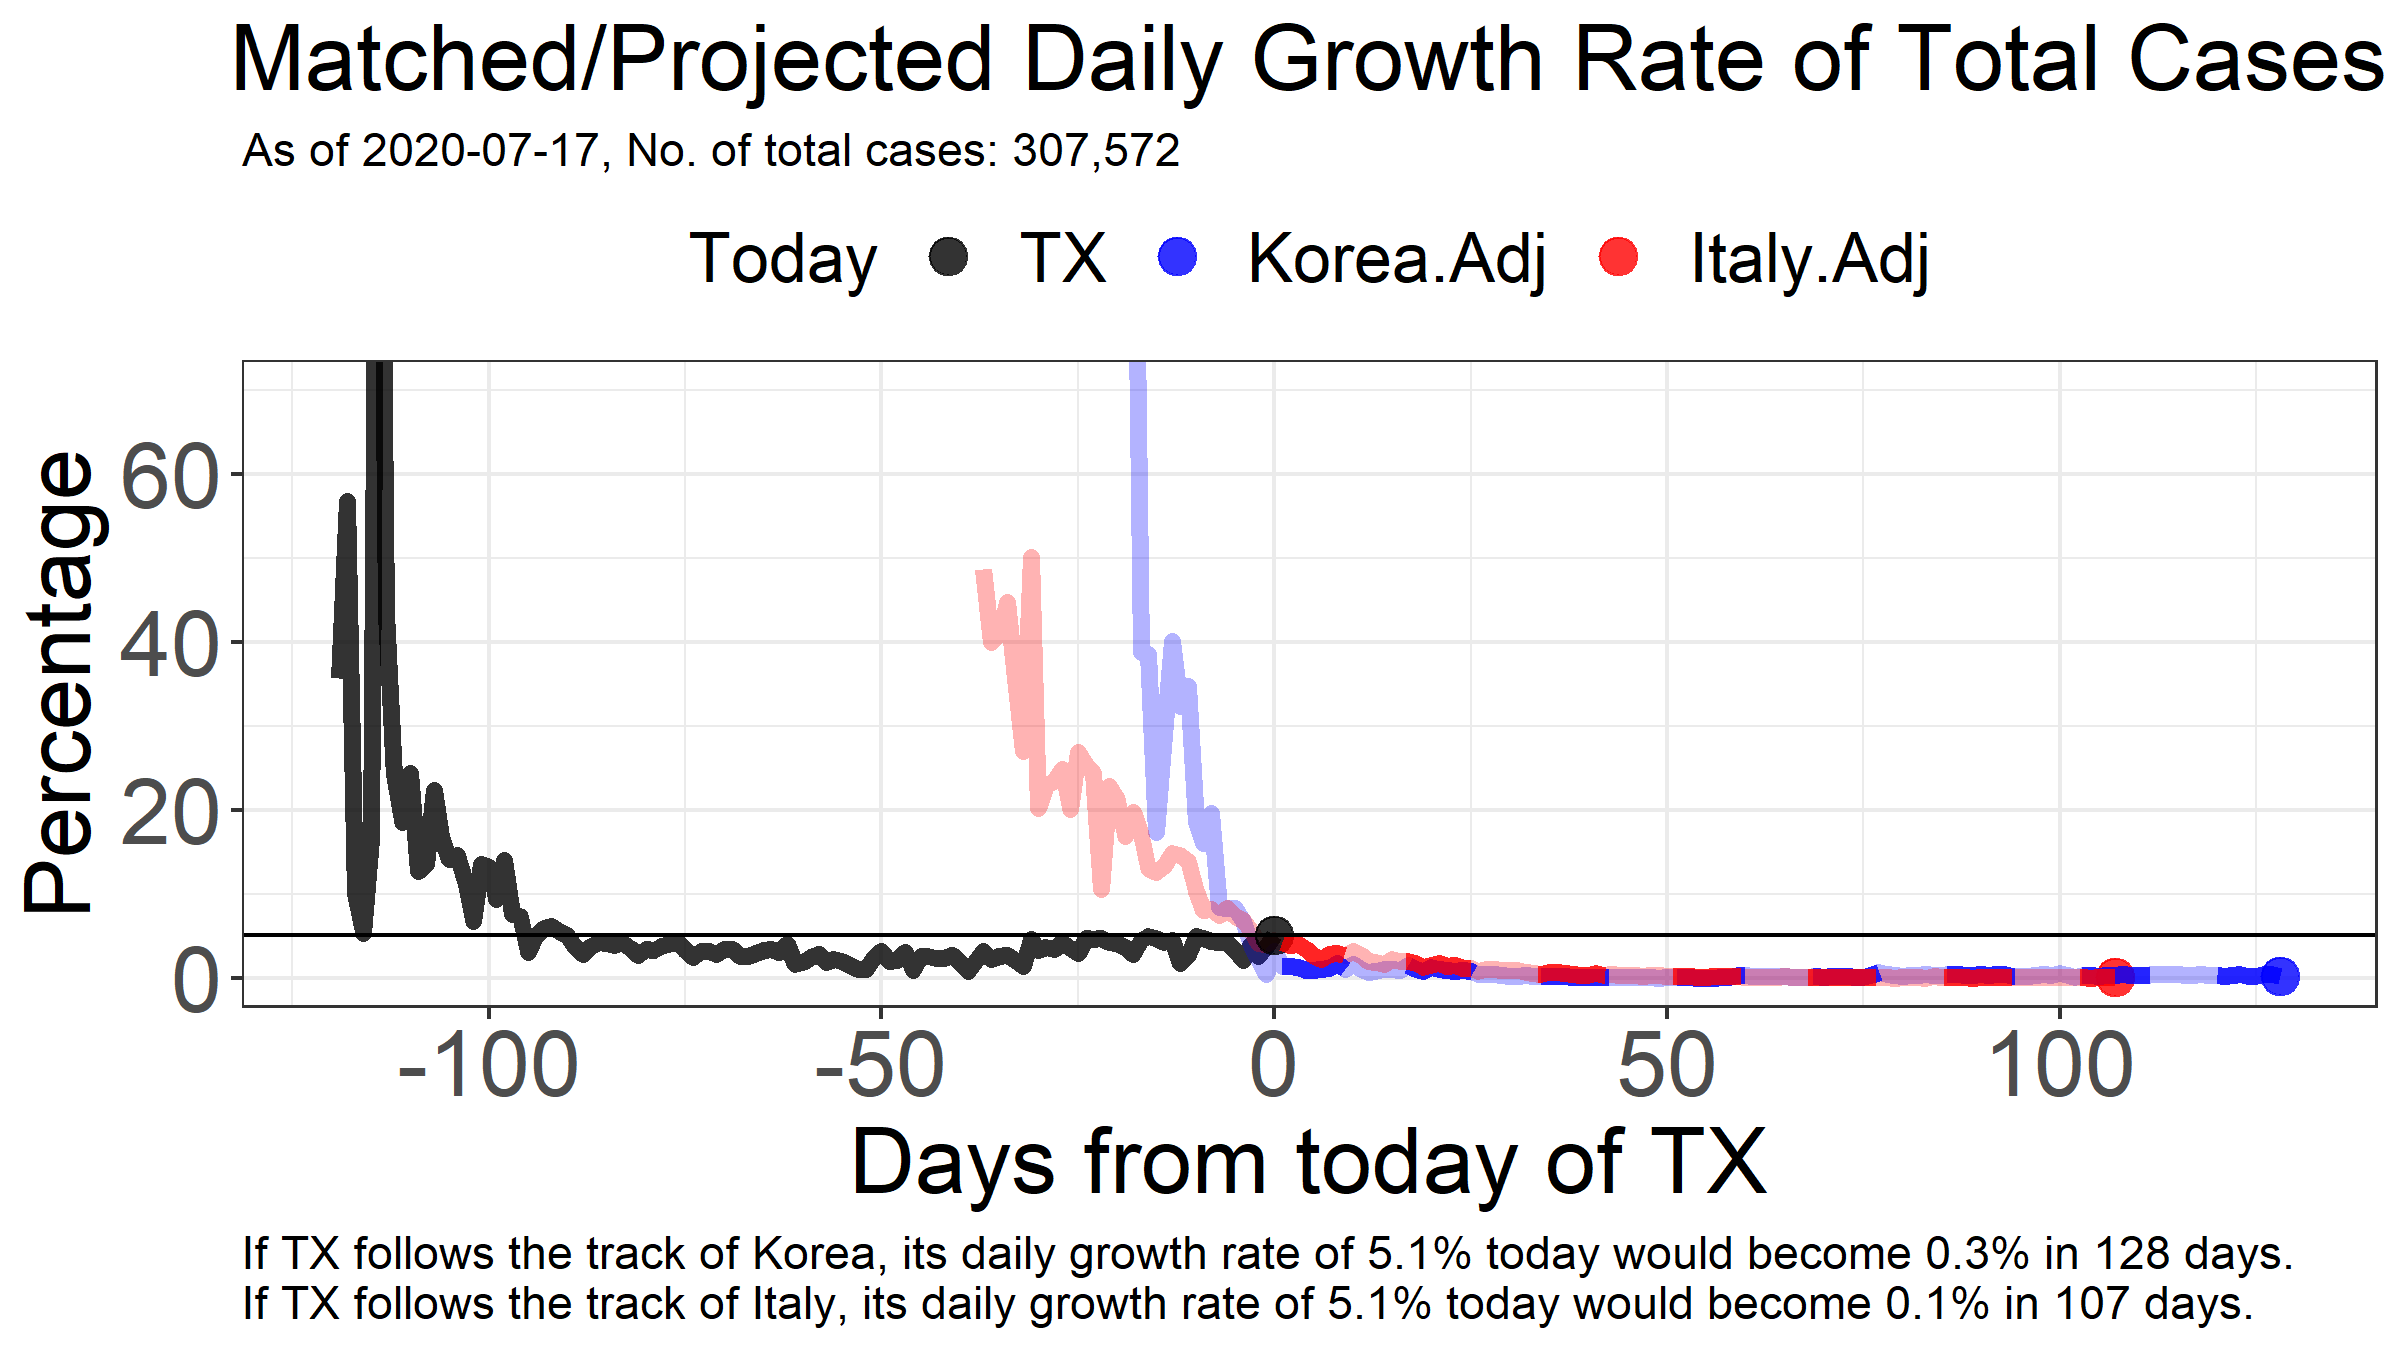 Matched/Projected Daily Growth Rate of Total Cases
As of 2020-07-17, No. of total cases: 307,572
Today TX Korea.Adj Italy.Adj
Percentage
60
40
20
0
-100 -50 0 50 100
Days from today of TX
If TX follows the track of Korea, its daily growth rate of 5.1% today would become 0.3% in 128 days.
If TX follows the track of Italy, its daily growth rate of 5.1% today would become 0.1% in 107 days.